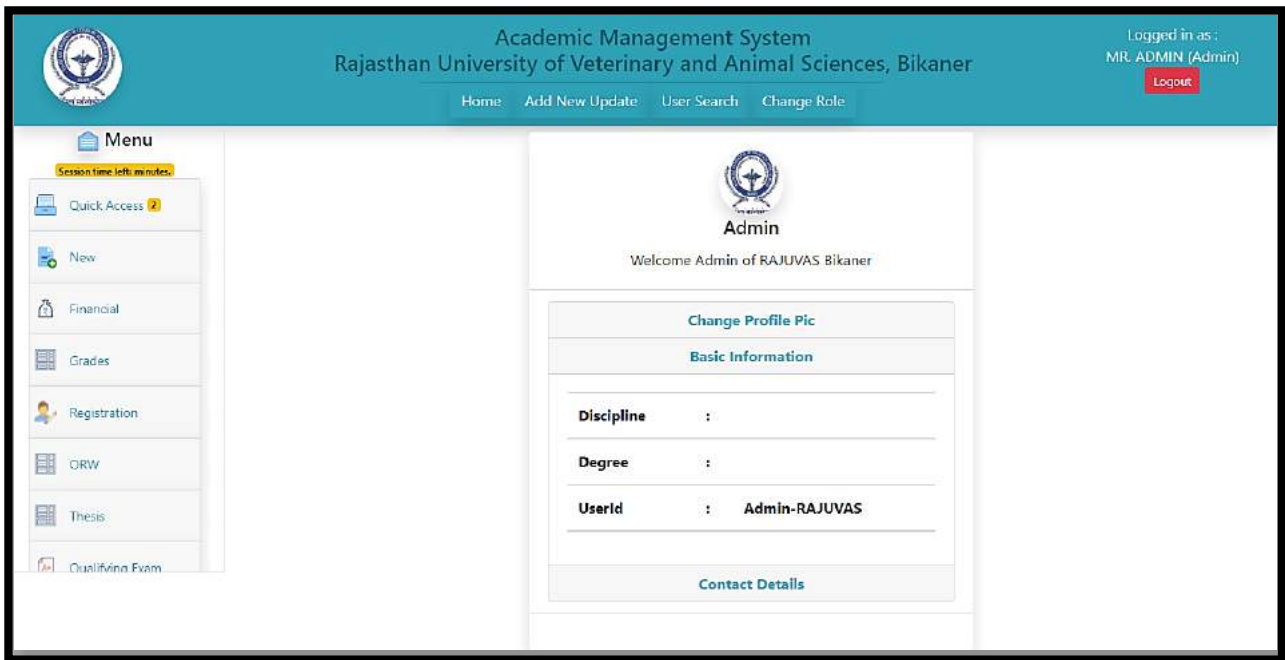 Academic Management System
Rajasthan University of Veterinary and Animal Sciences, Bikaner
Home Add New Update User Search Change Role
Logged in as :
MR. ADMIN (Admin)
Logout
Menu
Session time left: minutes.
Quick Access 2
New
Financial
Grades
Registration
ORW
Thesis
Qualifying Exam
Admin
Welcome Admin of RAJUVAS Bikaner
Change Profile Pic
Basic Information
Discipline :
Degree :
UserId : Admin-RAJUVAS
Contact Details